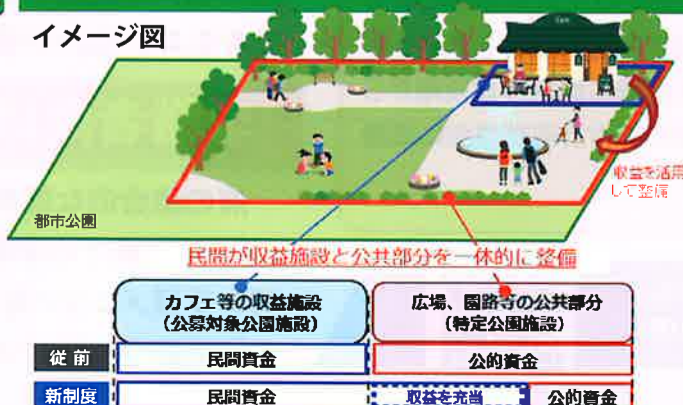 イメージ図
収益を活用
して整備
都市公園
民間が収益施設と公共部分を一体的に整備
カフェ等の収益施設
(公募対象公園施設)
広場、園路等の公共部分
(特定公園施設)
従前
民間資金
公的資金
新制度
民間資金
収益を充当
公的資金